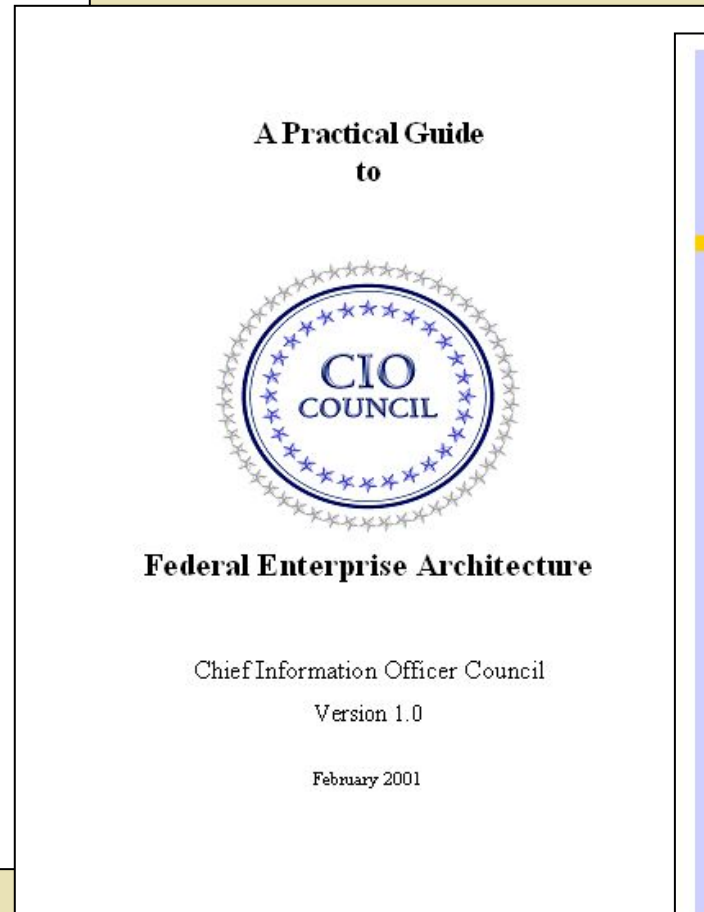 A Practical Guide
to
CIO
COUNCIL
Federal Enterprise Architecture
Chief Information Officer Council
Version 1.0
February 2001